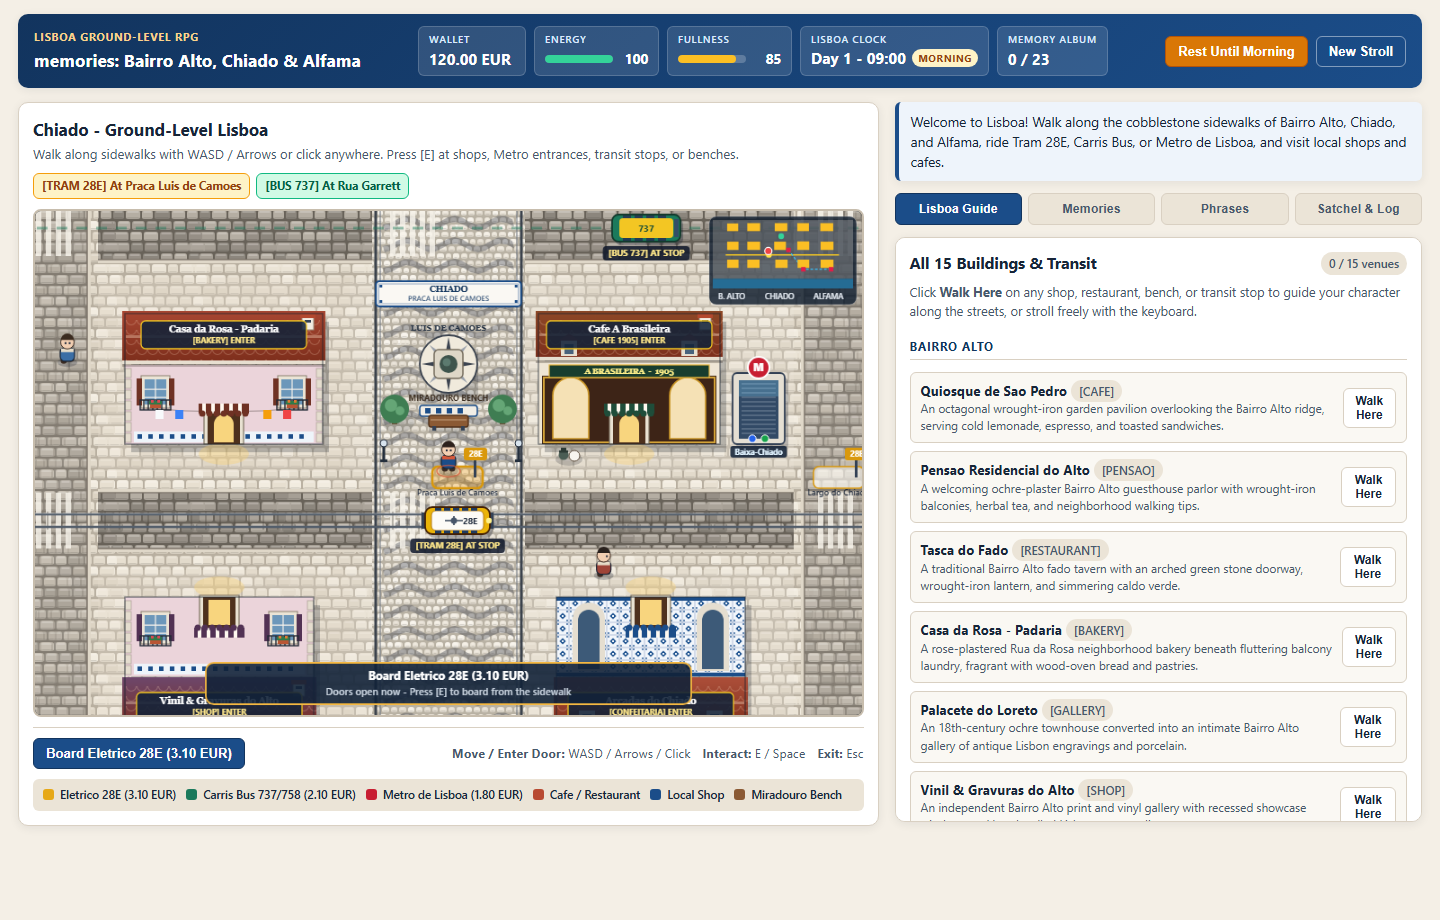 LISBOA GROUND-LEVEL RPG
memories: Bairro Alto, Chiado & Alfama
WALLET
120.00 EUR
ENERGY
100
FULLNESS
85
LISBOA CLOCK
Day 1 - 09:00 MORNING
MEMORY ALBUM
0 / 23
Rest Until Morning
New Stroll
Chiado - Ground-Level Lisboa
Walk along sidewalks with WASD / Arrows or click anywhere. Press [E] at shops, Metro entrances, transit stops, or benches.
[TRAM 28E] At Praca Luis de Camoes
[BUS 737] At Rua Garrett
737
[BUS 737] AT STOP
B. ALTO CHIADO ALFAMA
CHIADO
PRACA LUIS DE CAMOES
Casa da Rosa - Padaria
[BAKERY] ENTER
LUIS DE CAMOES
Cafe A Brasileira
[CAFE 1905] ENTER
A BRASILEIRA - 1905
M
MIRADOURO BENCH
Baixa-Chiado
28E
28E
Praca Luis de Camoes
Largo do Chiac
28E
[TRAM 28E] AT STOP
Board Eletrico 28E (3.10 EUR)
Doors open now - Press [E] to board from the sidewalk
Vinil & Gravuras do Alto
[SHOP] ENTER
[CONFEITARIA] ENTER
Board Eletrico 28E (3.10 EUR)
Move / Enter Door: WASD / Arrows / Click Interact: E / Space Exit: Esc
Eletrico 28E (3.10 EUR)
Carris Bus 737/758 (2.10 EUR)
Metro de Lisboa (1.80 EUR)
Cafe / Restaurant
Local Shop
Miradouro Bench
Welcome to Lisboa! Walk along the cobblestone sidewalks of Bairro Alto, Chiado,
and Alfama, ride Tram 28E, Carris Bus, or Metro de Lisboa, and visit local shops and
cafes.
Lisboa Guide
Memories
Phrases
Satchel & Log
All 15 Buildings & Transit
0 / 15 venues
Click Walk Here on any shop, restaurant, bench, or transit stop to guide your character
along the streets, or stroll freely with the keyboard.
BAIRRO ALTO
Quiosque de Sao Pedro [CAFE]
An octagonal wrought-iron garden pavilion overlooking the Bairro Alto ridge,
serving cold lemonade, espresso, and toasted sandwiches.
Walk
Here
Pensao Residencial do Alto [PENSAO]
A welcoming ochre-plaster Bairro Alto guesthouse parlor with wrought-iron
balconies, herbal tea, and neighborhood walking tips.
Walk
Here
Tasca do Fado [RESTAURANT]
A traditional Bairro Alto fado tavern with an arched green stone doorway,
wrought-iron lantern, and simmering caldo verde.
Walk
Here
Casa da Rosa - Padaria [BAKERY]
A rose-plastered Rua da Rosa neighborhood bakery beneath fluttering balcony
laundry, fragrant with wood-oven bread and pastries.
Walk
Here
Palacete do Loreto [GALLERY]
An 18th-century ochre townhouse converted into an intimate Bairro Alto
gallery of antique Lisbon engravings and porcelain.
Walk
Here
Vinil & Gravuras do Alto [SHOP]
An independent Bairro Alto print and vinyl gallery with recessed showcase
Walk
Here